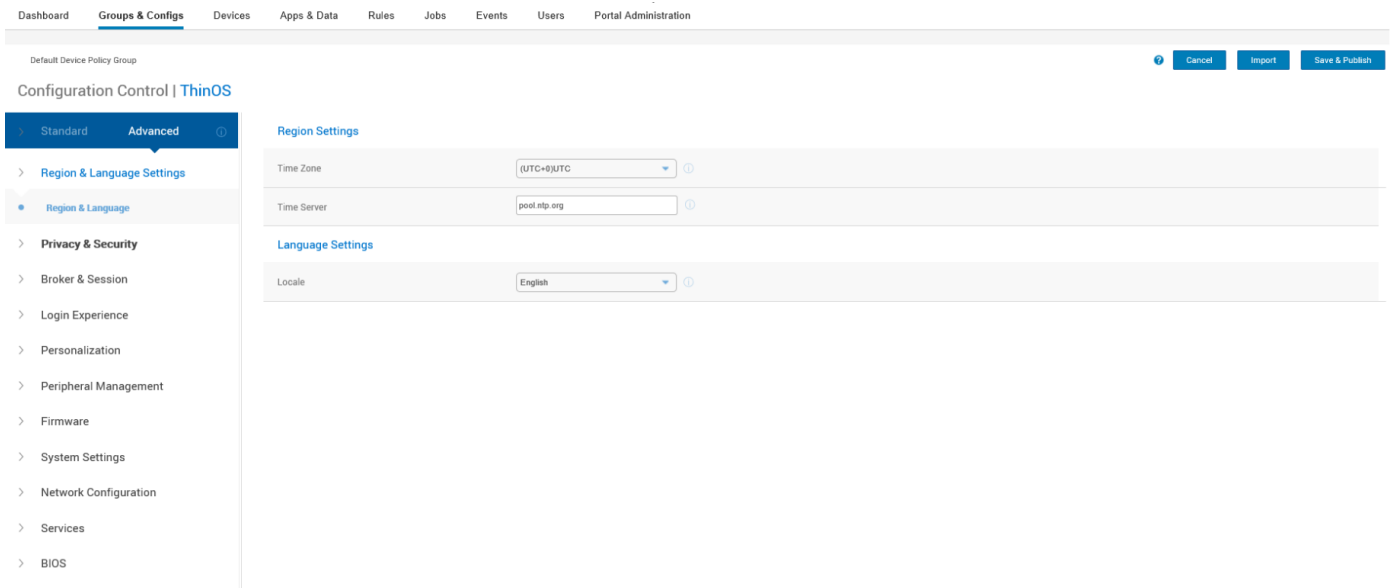 Dashboard Groups & Configs Devices Apps & Data Rules Jobs Events Users Portal Administration
Default Device Policy Group
Cancel Import Save & Publish
Configuration Control | ThinOS
Standard Advanced
Region & Language Settings
Region & Language
Privacy & Security
Broker & Session
Login Experience
Personalization
Peripheral Management
Firmware
System Settings
Network Configuration
Services
BIOS
Region Settings
Time Zone (UTC+0)UTC
Time Server pool.ntp.org
Language Settings
Locale English